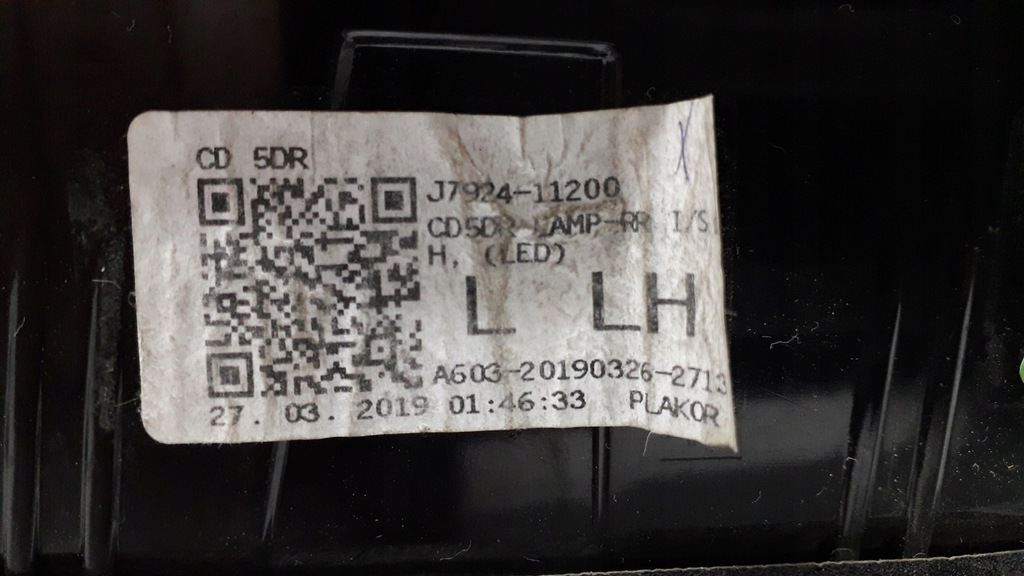 CD 5DR
J7924-11200
CD5DR LAMP-RR I/S
H, (LED)
L LH
A603-20190326-2713
27. 03. 2019 01:46:33 PLAKOR